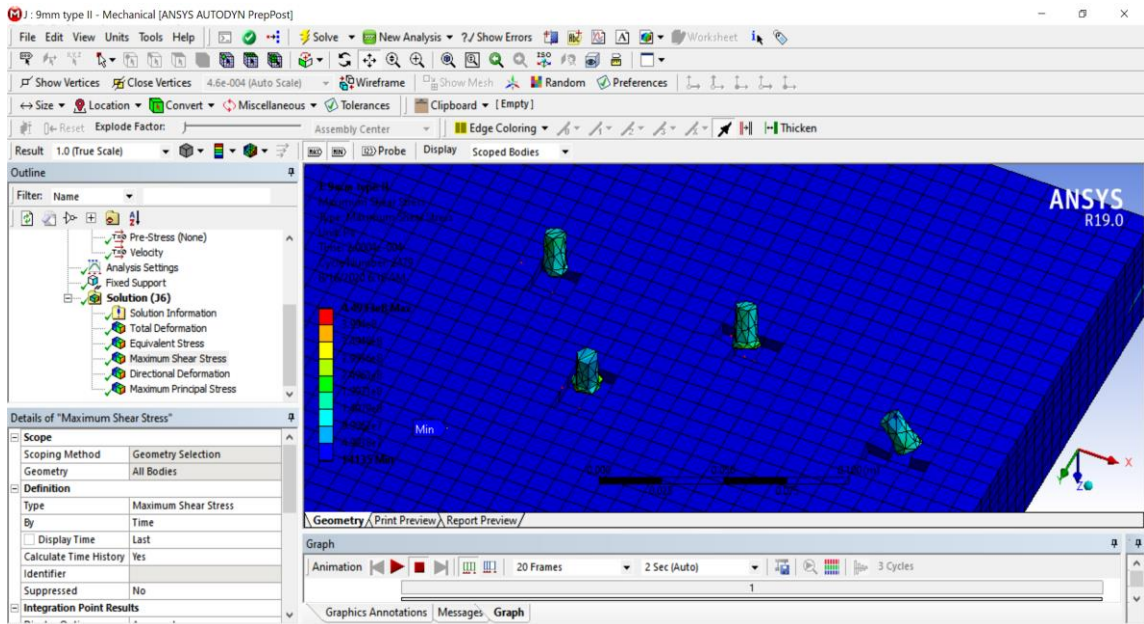 J : 9mm type II - Mechanical [ANSYS AUTODYN PrepPost]
File Edit View Units Tools Help Solve New Analysis ?/ Show Errors Worksheet
Show Vertices Close Vertices 4.6e-004 (Auto Scale) Wireframe Show Mesh Random Preferences
Size Location Convert Miscellaneous Tolerances Clipboard [Empty]
Reset Explode Factor: Assembly Center Edge Coloring Thicken
Result 1.0 (True Scale) Probe Display Scoped Bodies
Outline
Filter: Name
Pre-Stress (None)
Velocity
Analysis Settings
Fixed Support
Solution (J6)
Solution Information
Total Deformation
Equivalent Stress
Maximum Shear Stress
Directional Deformation
Maximum Principal Stress
Details of "Maximum Shear Stress"
Scope
Scoping Method Geometry Selection
Geometry All Bodies
Definition
Type Maximum Shear Stress
By Time
Display Time Last
Calculate Time History Yes
Identifier
Suppressed No
Integration Point Results
ANSYS
R19.0
Min
X
Z
Geometry Print Preview Report Preview
Graph
Animation 20 Frames 2 Sec (Auto) 3 Cycles
1
Graphics Annotations Messages Graph